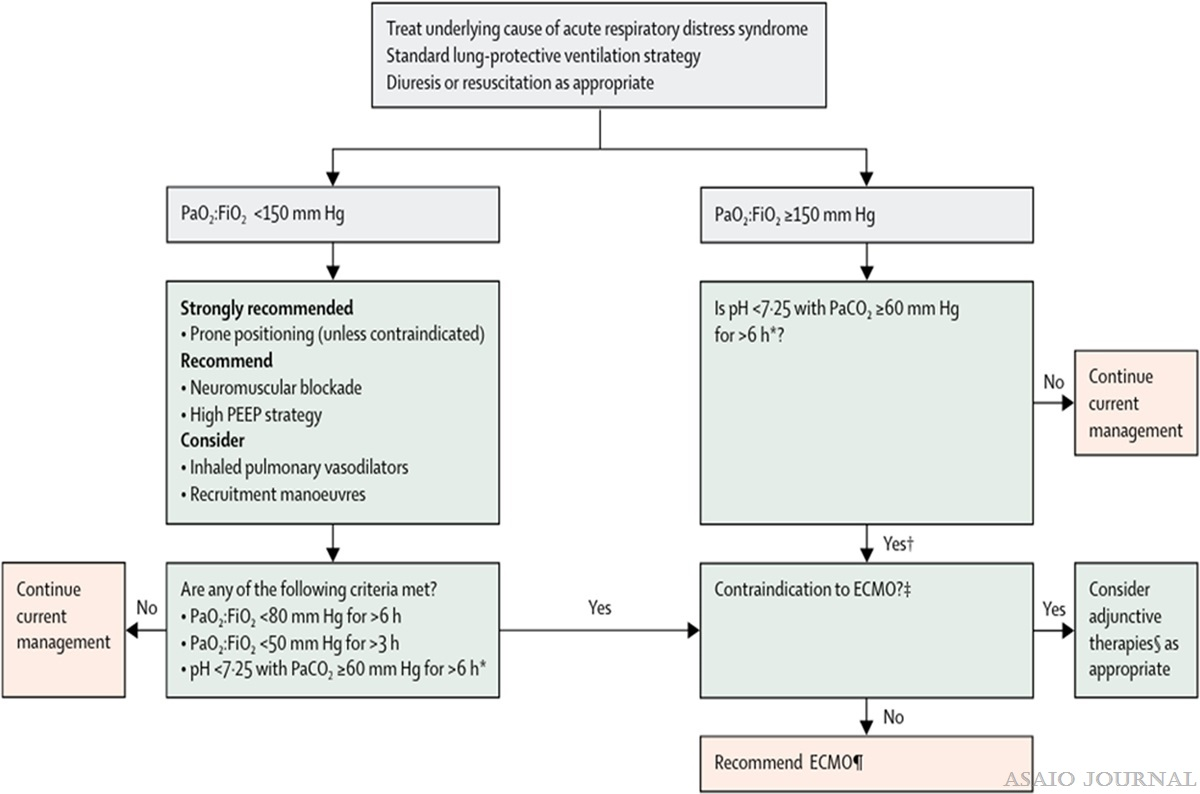 Treat underlying cause of acute respiratory distress syndrome
Standard lung-protective ventilation strategy
Diuresis or resuscitation as appropriate
PaO₂:FiO₂ <150 mm Hg
PaO₂:FiO₂ ≥150 mm Hg
Strongly recommended
• Prone positioning (unless contraindicated)
Recommend
• Neuromuscular blockade
• High PEEP strategy
Consider
• Inhaled pulmonary vasodilators
• Recruitment manoeuvres
Is pH <7·25 with PaCO₂ ≥60 mm Hg
for >6 h*?
No
Continue
current
management
Yes†
Continue
current
management
No
Are any of the following criteria met?
• PaO₂:FiO₂ <80 mm Hg for >6 h
• PaO₂:FiO₂ <50 mm Hg for >3 h
• pH <7·25 with PaCO₂ ≥60 mm Hg for >6 h*
Yes
Contraindication to ECMO?‡
Yes
Consider
adjunctive
therapies§ as
appropriate
No
Recommend ECMO¶
ASAIO JOURNAL